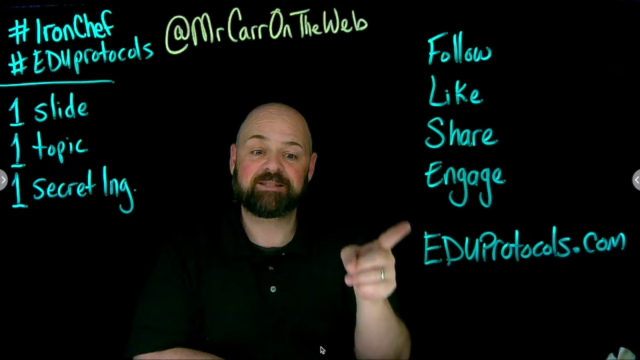 #IronChef
#EDUprotocols
1 slide
1 topic
1 secret Ing.
@MrCarrOnTheWeb
Follow
Like
Share
Engage
EDUProtocols.com